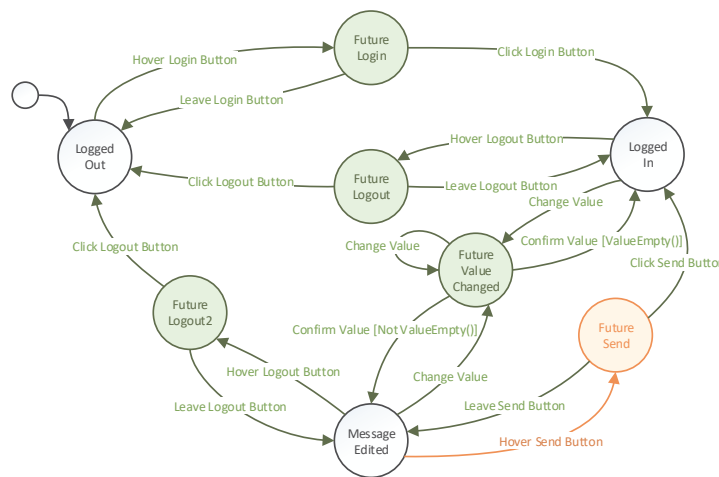 Future
Login
Hover Login Button
Click Login Button
Leave Login Button
Logged
Out
Hover Logout Button
Logged
In
Future
Logout
Click Logout Button
Leave Logout Button
Change Value
Change Value
Future
Value
Changed
Confirm Value [ValueEmpty()]
Click Logout Button
Click Send Button
Future
Logout2
Confirm Value [Not ValueEmpty()]
Future
Send
Hover Logout Button
Change Value
Leave Logout Button
Leave Send Button
Message
Edited
Hover Send Button